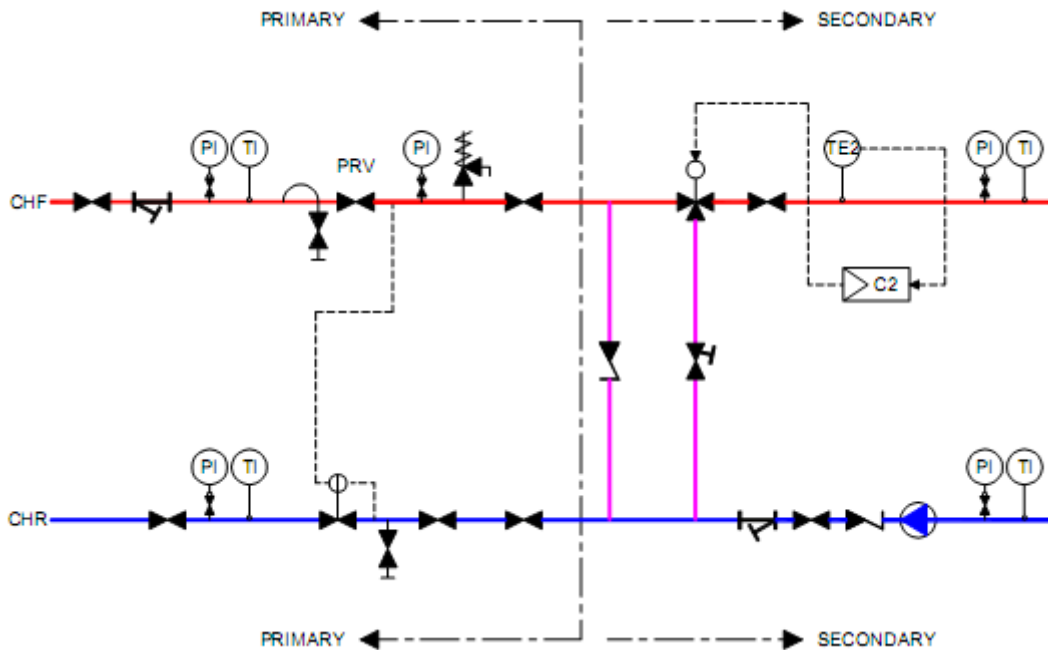 PRIMARY SECONDARY
PI TI PRV PI TE2 PI TI
CHF
C2
PI TI PI TI
CHR
PRIMARY SECONDARY